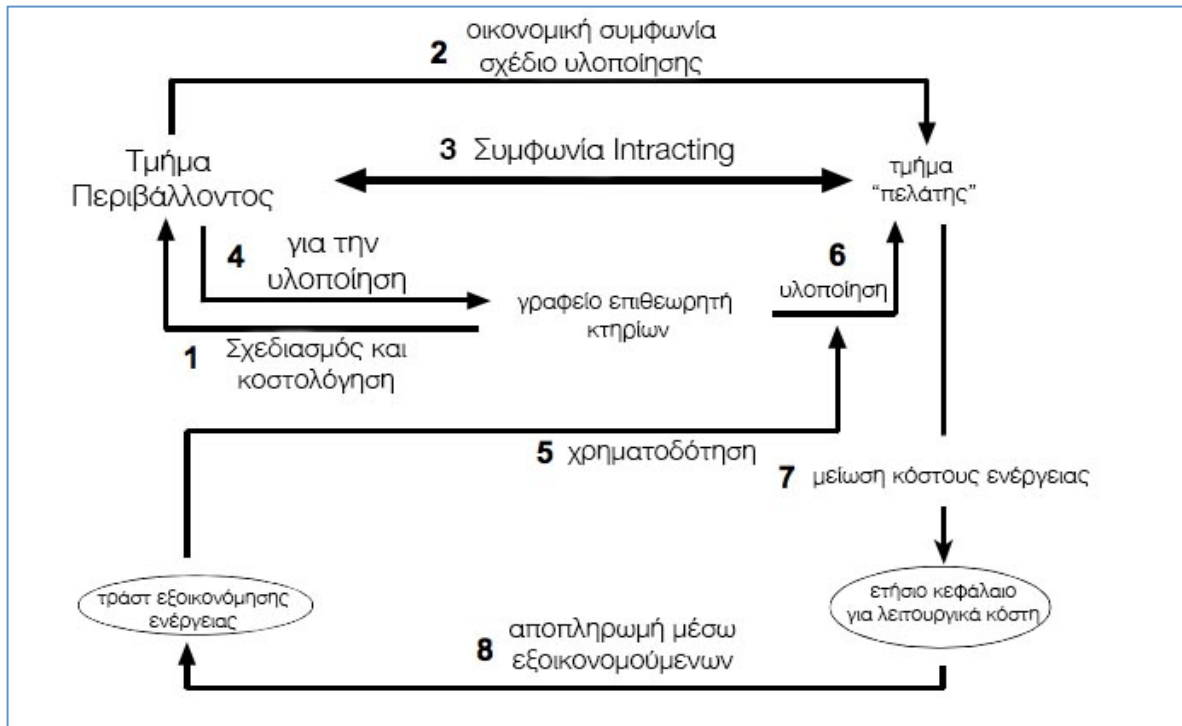 2 οικονομική συμφωνία
σχέδιο υλοποίησης
3 Συμφωνία Intracting
Τμήμα
Περιβάλλοντος
τμήμα
“πελάτης”
4 για την
υλοποίηση
6
υλοποίηση
γραφείο επιθεωρητή
κτηρίων
1 Σχεδιασμός και
κοστολόγηση
5 χρηματοδότηση
7 μείωση κόστους ενέργειας
τράστ εξοικονόμησης
ενέργειας
ετήσιο κεφάλαιο
για λειτουργικά κόστη
8 αποπληρωμή μέσω
εξοικονομούμενων